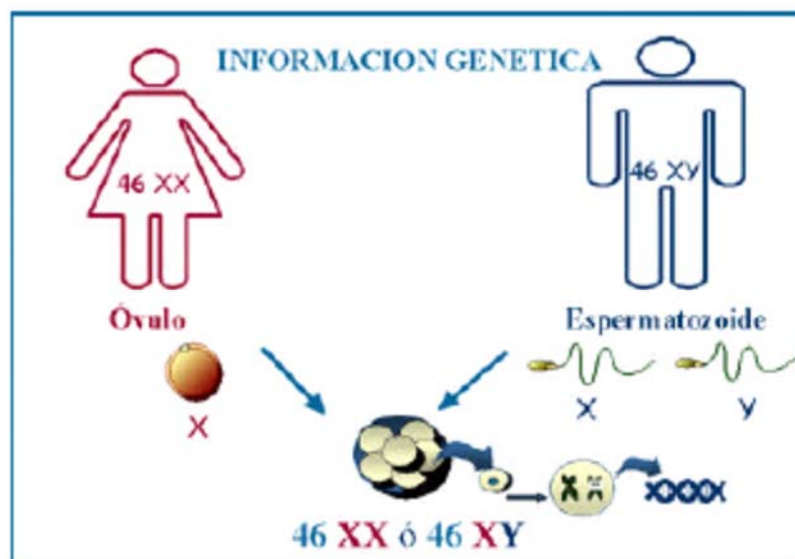 INFORMACION GENETICA
46 XX
46 XY
Óvulo
Espermatozoide
X
X
Y
46 XX ó 46 XY